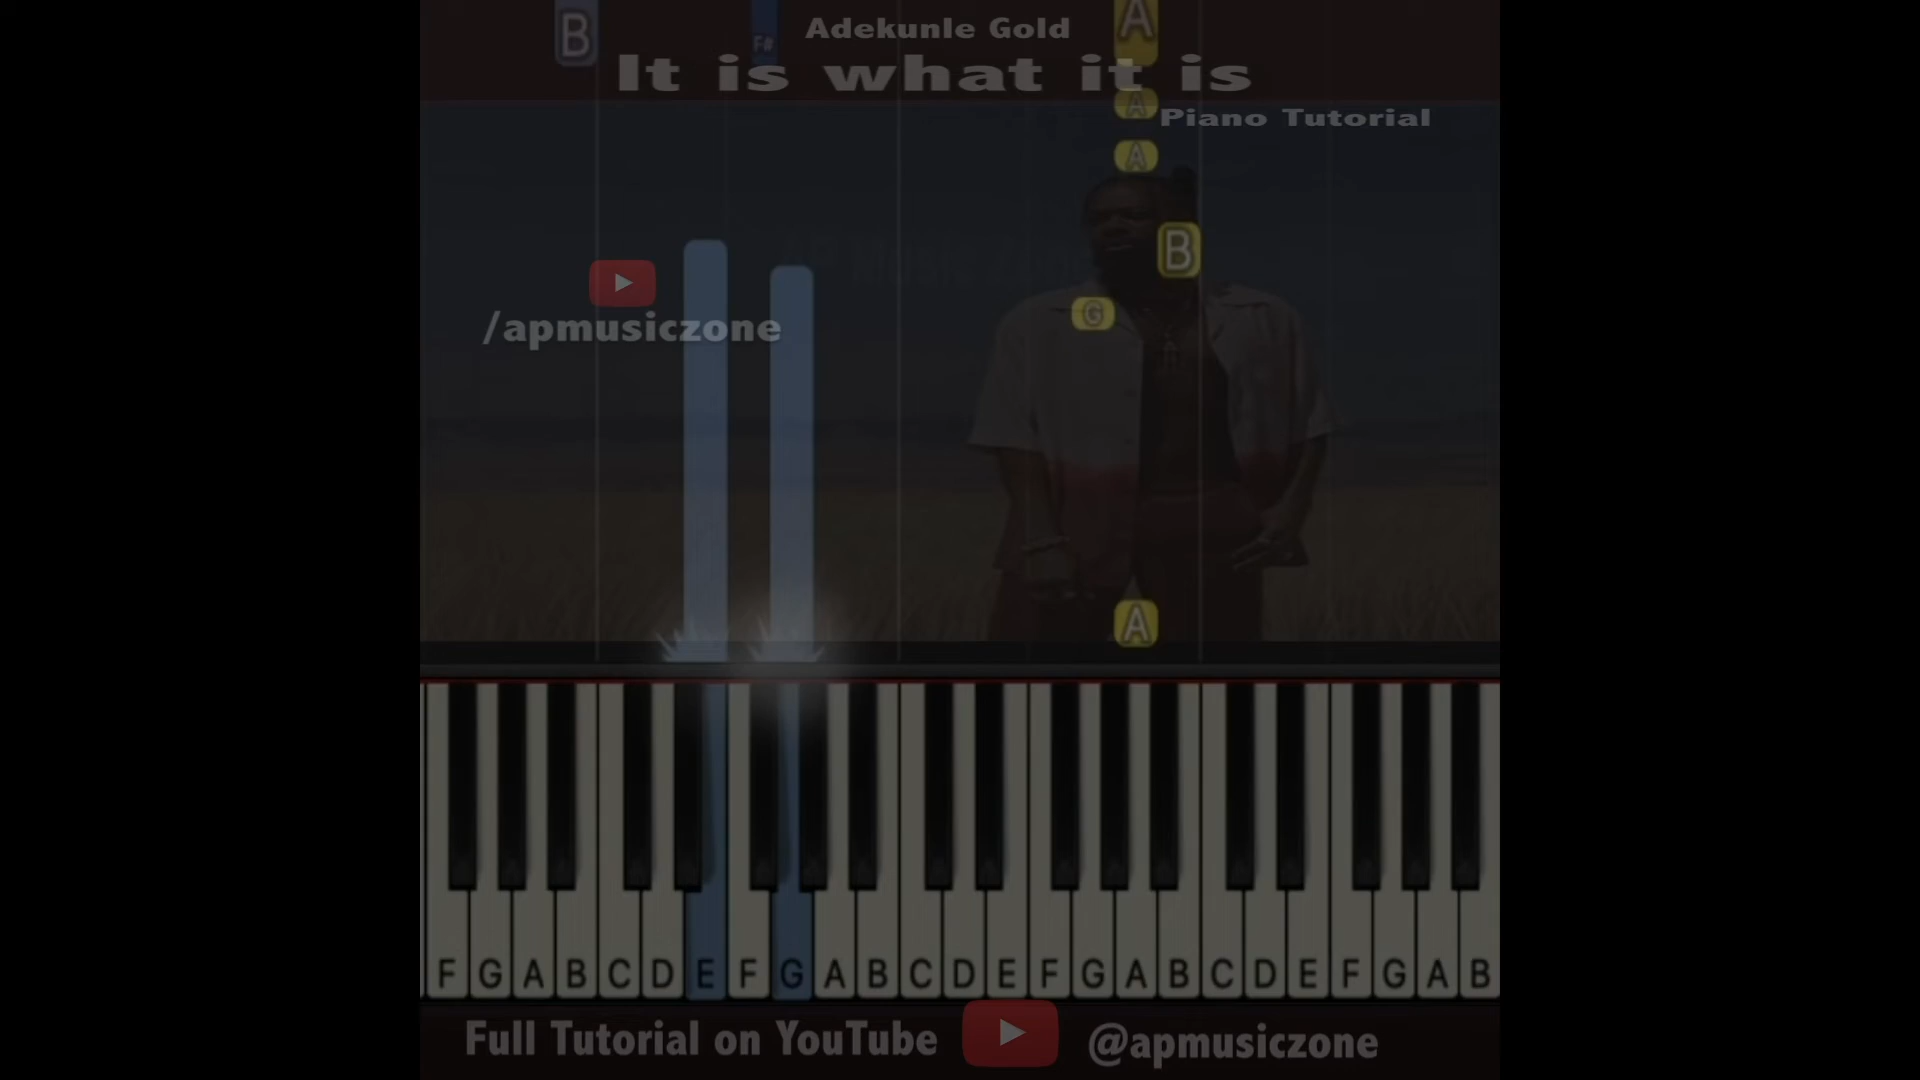 Adekunle Gold
B
F#
A
It is what it is
A
Piano Tutorial
A
B
G
/apmusiczone
A
F G A B C D E F G A B C D E F G A B C D E F G A B
Full Tutorial on YouTube @apmusiczone